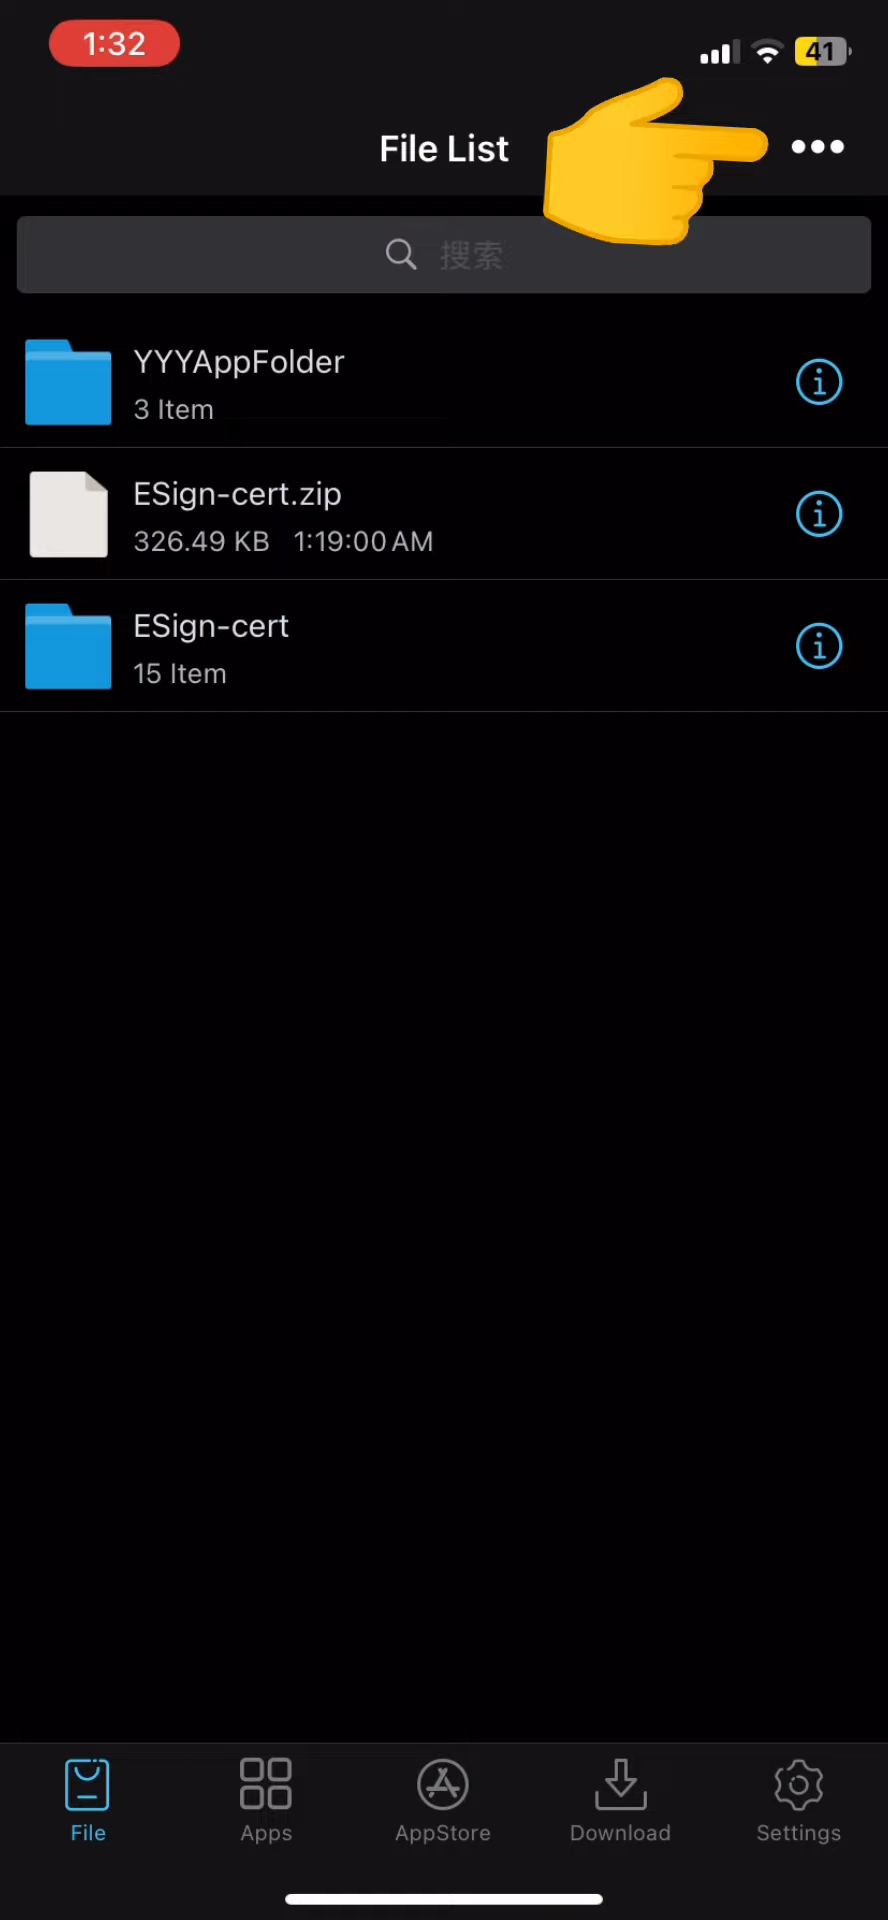 1:32
41
File List
搜索
YYYAppFolder
3 Item
ESign-cert.zip
326.49 KB 1:19:00 AM
ESign-cert
15 Item
File Apps AppStore Download Settings